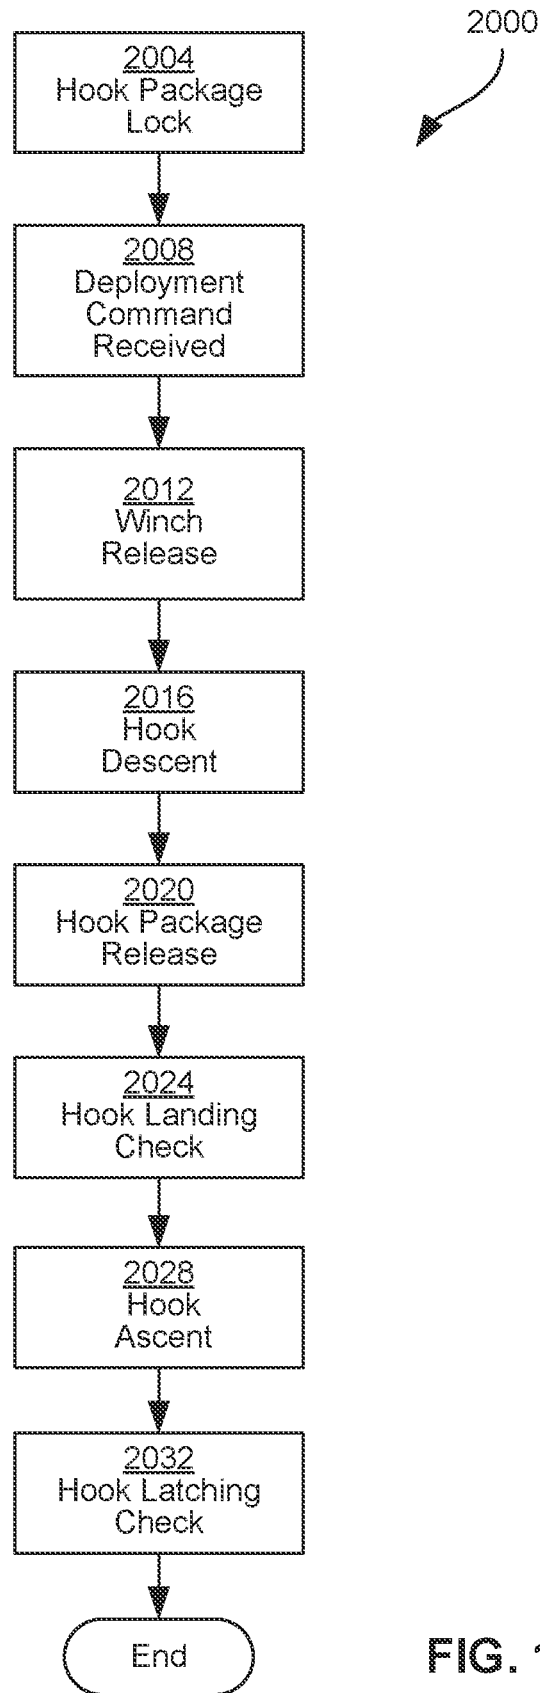 2000
2004
Hook Package
Lock
2008
Deployment
Command
Received
2012
Winch
Release
2016
Hook
Descent
2020
Hook Package
Release
2024
Hook Landing
Check
2028
Hook
Ascent
2032
Hook Latching
Check
End
FIG.